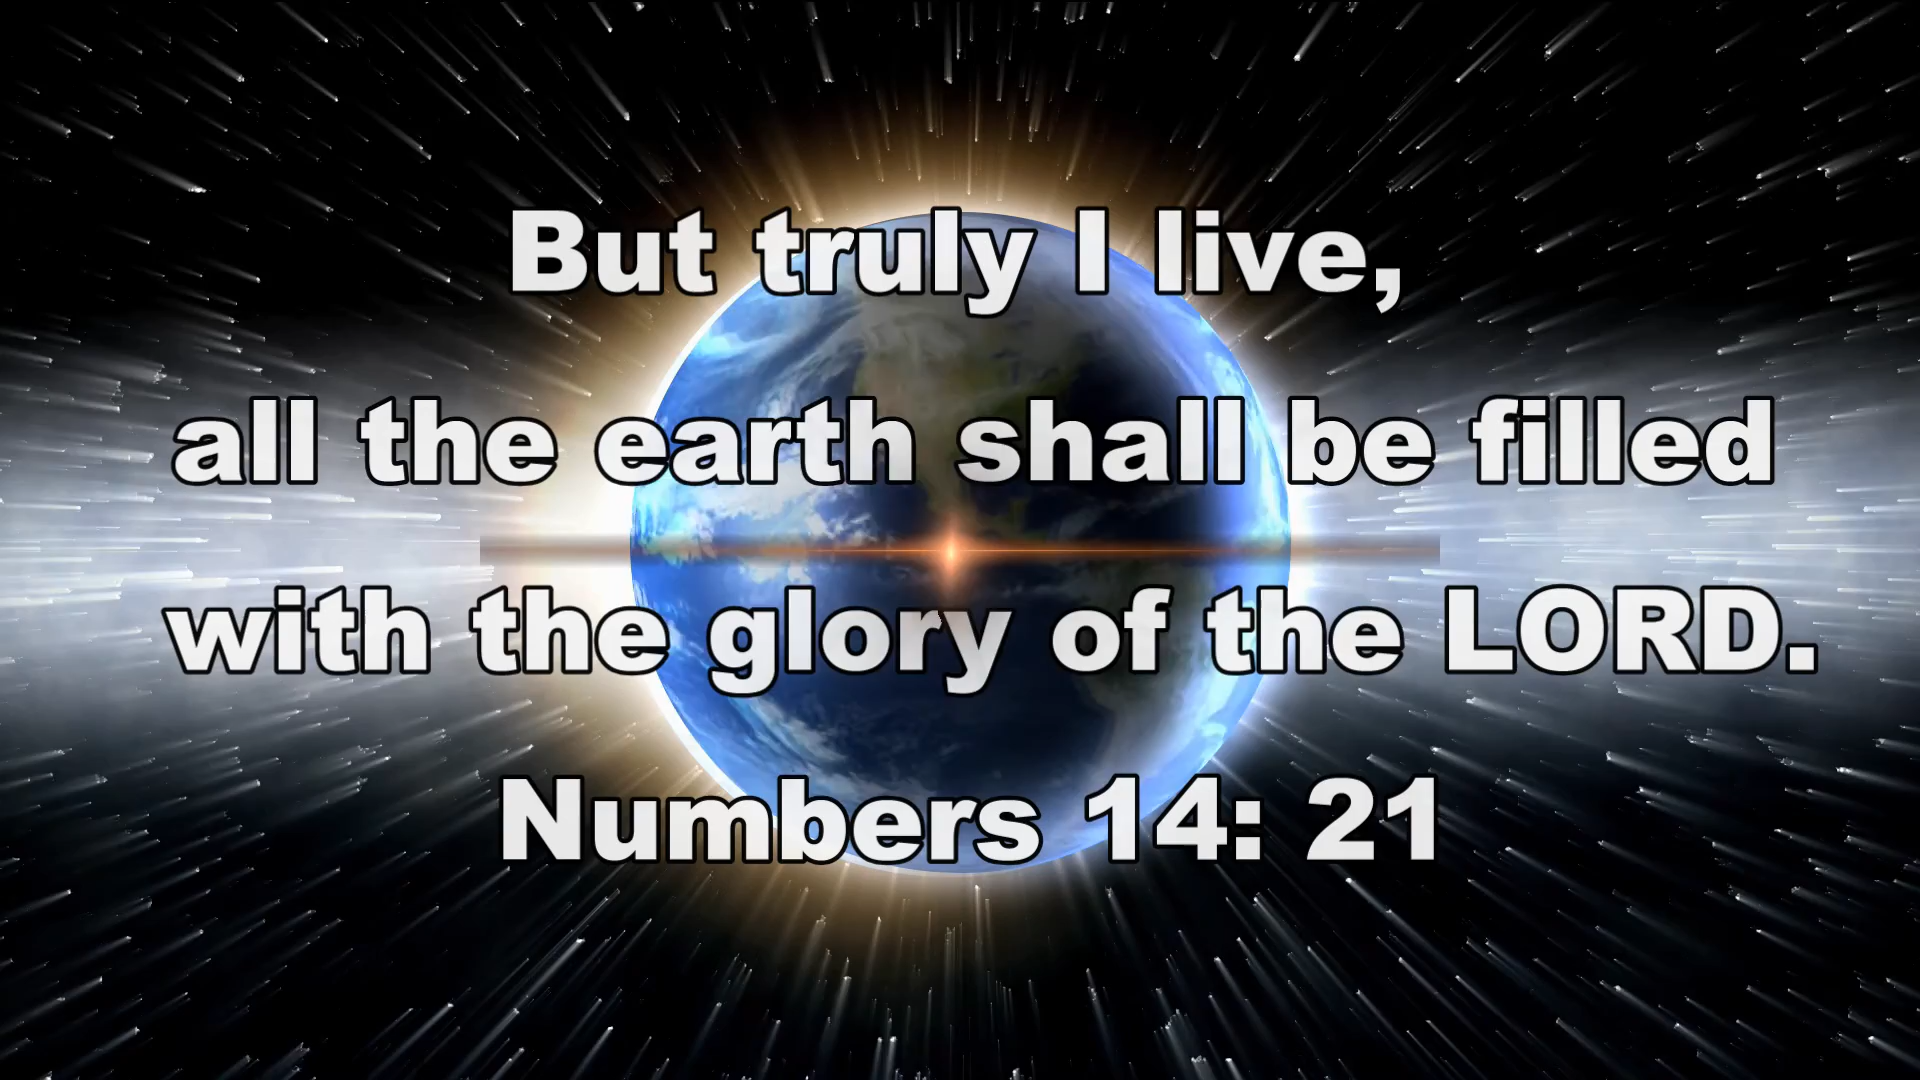 But truly I live,
all the earth shall be filled
with the glory of the LORD.
Numbers 14: 21